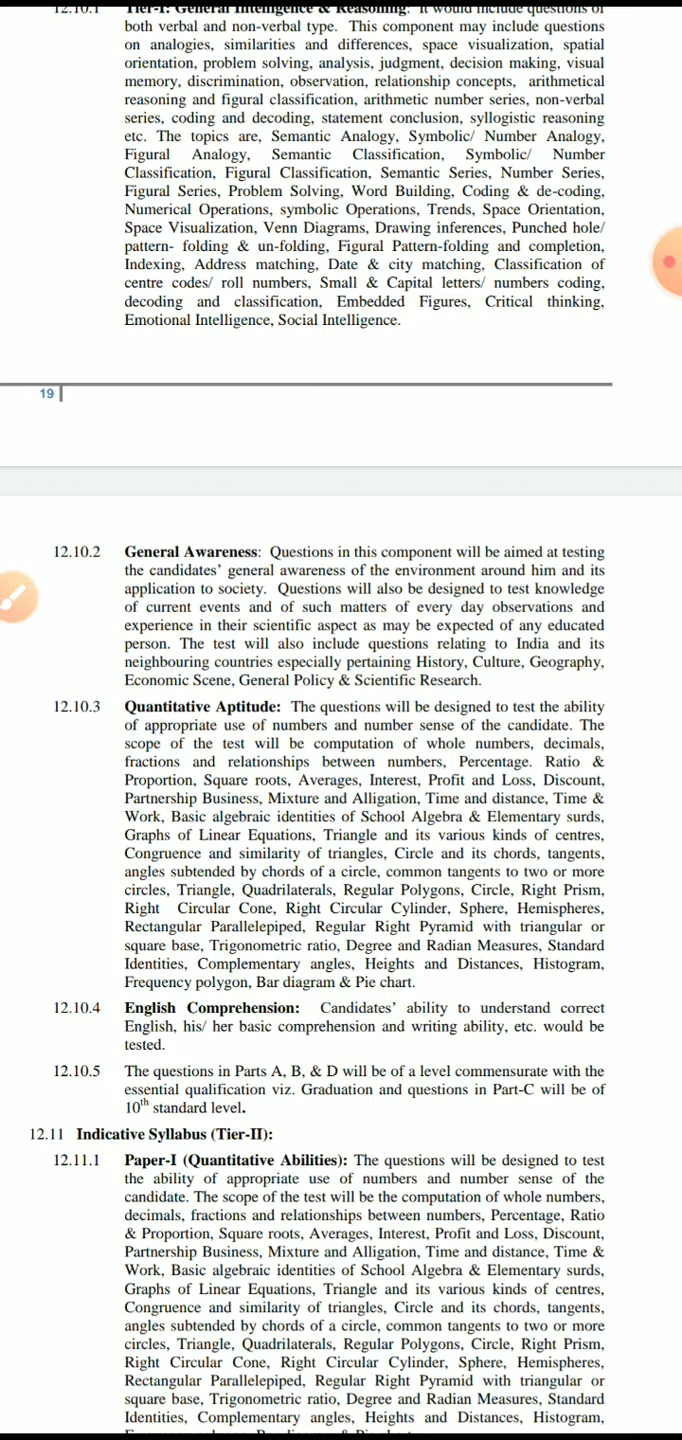 12.10.1 Tier-I: General Intelligence & Reasoning: It would include questions of
both verbal and non-verbal type. This component may include questions
on analogies, similarities and differences, space visualization, spatial
orientation, problem solving, analysis, judgment, decision making, visual
memory, discrimination, observation, relationship concepts, arithmetical
reasoning and figural classification, arithmetic number series, non-verbal
series, coding and decoding, statement conclusion, syllogistic reasoning
etc. The topics are, Semantic Analogy, Symbolic/ Number Analogy,
Figural Analogy, Semantic Classification, Symbolic/ Number
Classification, Figural Classification, Semantic Series, Number Series,
Figural Series, Problem Solving, Word Building, Coding & de-coding,
Numerical Operations, symbolic Operations, Trends, Space Orientation,
Space Visualization, Venn Diagrams, Drawing inferences, Punched hole/
pattern- folding & un-folding, Figural Pattern-folding and completion,
Indexing, Address matching, Date & city matching, Classification of
centre codes/ roll numbers, Small & Capital letters/ numbers coding,
decoding and classification, Embedded Figures, Critical thinking,
Emotional Intelligence, Social Intelligence.
19
12.10.2 General Awareness: Questions in this component will be aimed at testing
the candidates' general awareness of the environment around him and its
application to society. Questions will also be designed to test knowledge
of current events and of such matters of every day observations and
experience in their scientific aspect as may be expected of any educated
person. The test will also include questions relating to India and its
neighbouring countries especially pertaining History, Culture, Geography,
Economic Scene, General Policy & Scientific Research.
12.10.3 Quantitative Aptitude: The questions will be designed to test the ability
of appropriate use of numbers and number sense of the candidate. The
scope of the test will be computation of whole numbers, decimals,
fractions and relationships between numbers, Percentage. Ratio &
Proportion, Square roots, Averages, Interest, Profit and Loss, Discount,
Partnership Business, Mixture and Alligation, Time and distance, Time &
Work, Basic algebraic identities of School Algebra & Elementary surds,
Graphs of Linear Equations, Triangle and its various kinds of centres,
Congruence and similarity of triangles, Circle and its chords, tangents,
angles subtended by chords of a circle, common tangents to two or more
circles, Triangle, Quadrilaterals, Regular Polygons, Circle, Right Prism,
Right Circular Cone, Right Circular Cylinder, Sphere, Hemispheres,
Rectangular Parallelepiped, Regular Right Pyramid with triangular or
square base, Trigonometric ratio, Degree and Radian Measures, Standard
Identities, Complementary angles, Heights and Distances, Histogram,
Frequency polygon, Bar diagram & Pie chart.
12.10.4 English Comprehension: Candidates' ability to understand correct
English, his/ her basic comprehension and writing ability, etc. would be
tested.
12.10.5 The questions in Parts A, B, & D will be of a level commensurate with the
essential qualification viz. Graduation and questions in Part-C will be of
10th standard level.
12.11 Indicative Syllabus (Tier-II):
12.11.1 Paper-I (Quantitative Abilities): The questions will be designed to test
the ability of appropriate use of numbers and number sense of the
candidate. The scope of the test will be the computation of whole numbers,
decimals, fractions and relationships between numbers, Percentage, Ratio
& Proportion, Square roots, Averages, Interest, Profit and Loss, Discount,
Partnership Business, Mixture and Alligation, Time and distance, Time &
Work, Basic algebraic identities of School Algebra & Elementary surds,
Graphs of Linear Equations, Triangle and its various kinds of centres,
Congruence and similarity of triangles, Circle and its chords, tangents,
angles subtended by chords of a circle, common tangents to two or more
circles, Triangle, Quadrilaterals, Regular Polygons, Circle, Right Prism,
Right Circular Cone, Right Circular Cylinder, Sphere, Hemispheres,
Rectangular Parallelepiped, Regular Right Pyramid with triangular or
square base, Trigonometric ratio, Degree and Radian Measures, Standard
Identities, Complementary angles, Heights and Distances, Histogram,